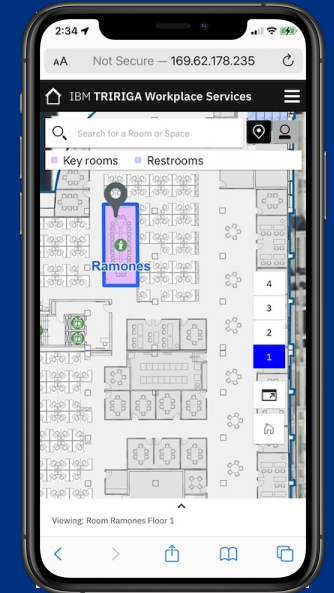 2:34
AA Not Secure — 169.62.178.235
IBM TRIRIGA Workplace Services
Search for a Room or Space
Key rooms Restrooms
Ramones
4
3
2
1
Viewing: Room Ramones Floor 1